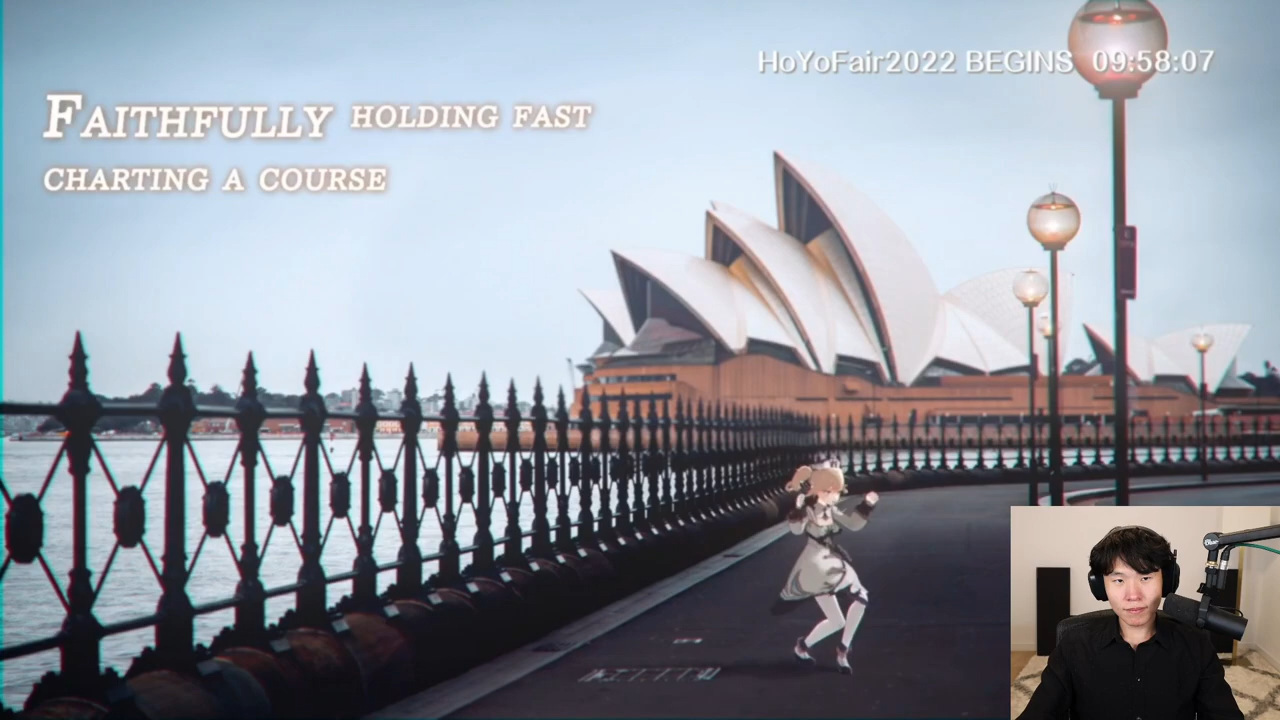 HoYoFair2022 BEGINS 09:58:07
FAITHFULLY HOLDING FAST
CHARTING A COURSE